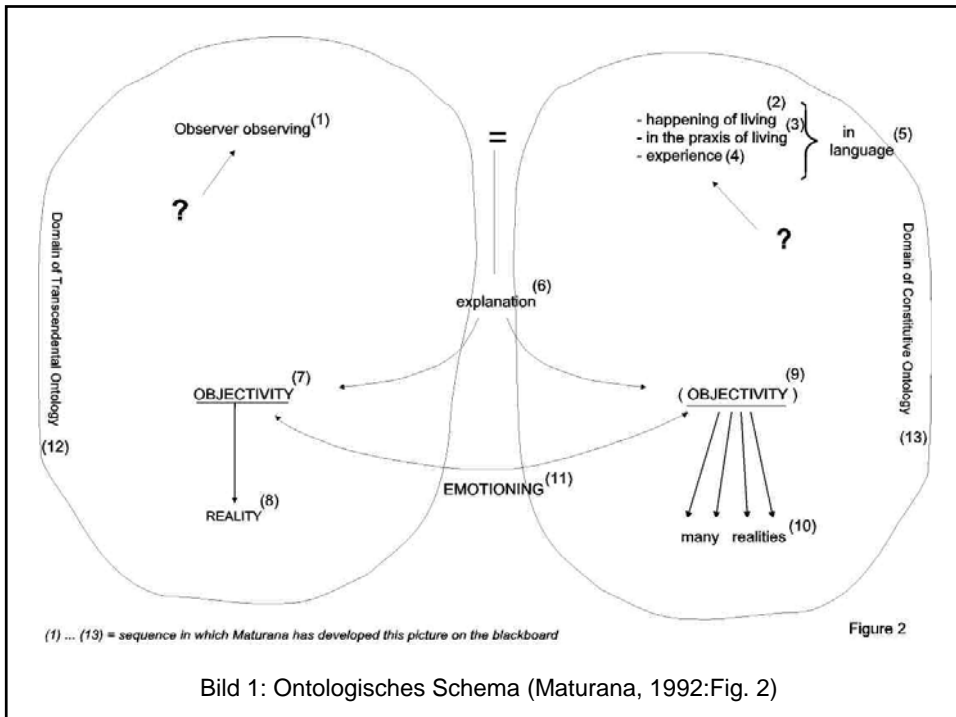 Observer observing(1)
=
- happening of living(2)
- in the praxis of living(3)
- experience (4)
} in
language(5)
?
?
Domain of Transcendental Ontology
(12)
Domain of Constitutive Ontology
(13)
explanation(6)
OBJECTIVITY(7)
( OBJECTIVITY )(9)
EMOTIONING(11)
REALITY(8)
many realities(10)
(1) ... (13) = sequence in which Maturana has developed this picture on the blackboard
Figure 2
Bild 1: Ontologisches Schema (Maturana, 1992:Fig. 2)